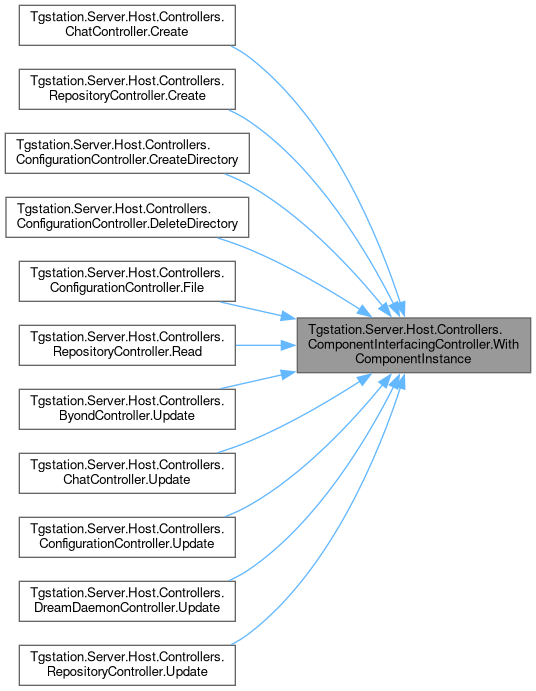 Tgstation.Server.Host.Controllers.
ChatController.Create
Tgstation.Server.Host.Controllers.
RepositoryController.Create
Tgstation.Server.Host.Controllers.
ConfigurationController.CreateDirectory
Tgstation.Server.Host.Controllers.
ConfigurationController.DeleteDirectory
Tgstation.Server.Host.Controllers.
ConfigurationController.File
Tgstation.Server.Host.Controllers.
RepositoryController.Read
Tgstation.Server.Host.Controllers.
ByondController.Update
Tgstation.Server.Host.Controllers.
ChatController.Update
Tgstation.Server.Host.Controllers.
ConfigurationController.Update
Tgstation.Server.Host.Controllers.
DreamDaemonController.Update
Tgstation.Server.Host.Controllers.
RepositoryController.Update
Tgstation.Server.Host.Controllers.
ComponentInterfacingController.With
ComponentInstance